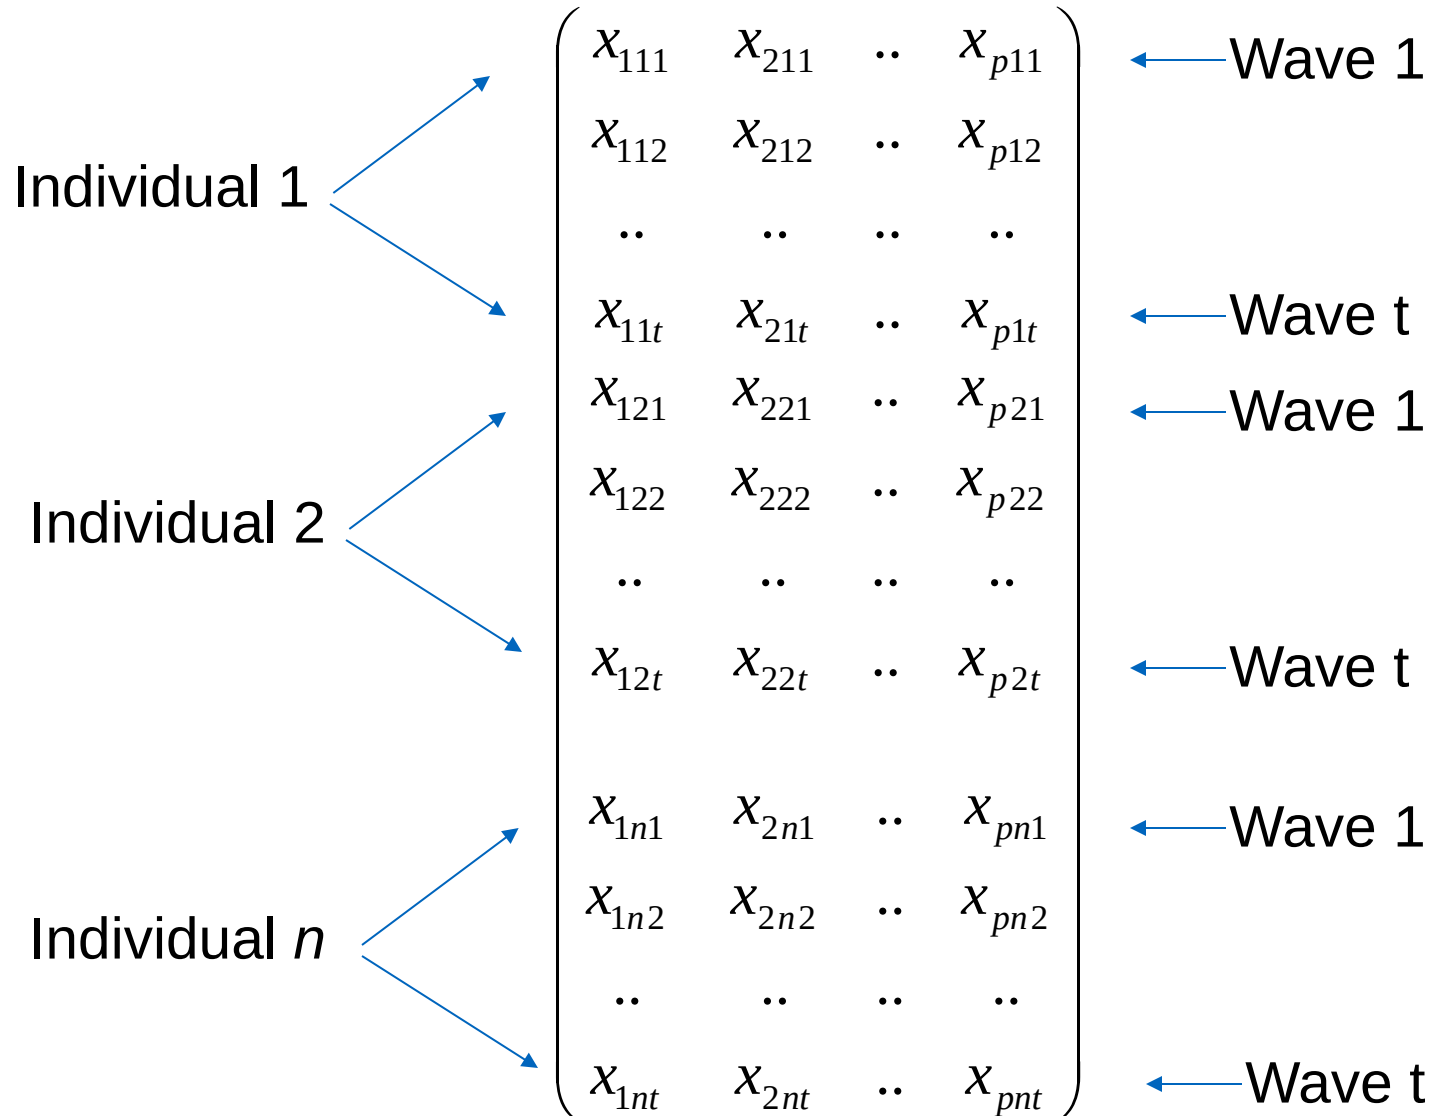 x111 x211 .. xp11 Wave 1
x112 x212 .. xp12
Individual 1
.. .. .. ..
x11t x21t .. xp1t Wave t
x121 x221 .. xp21 Wave 1
x122 x222 .. xp22
Individual 2
.. .. .. ..
x12t x22t .. xp2t Wave t
x1n1 x2n1 .. xpn1 Wave 1
x1n2 x2n2 .. xpn2
Individual n
.. .. .. ..
x1nt x2nt .. xpnt Wave t